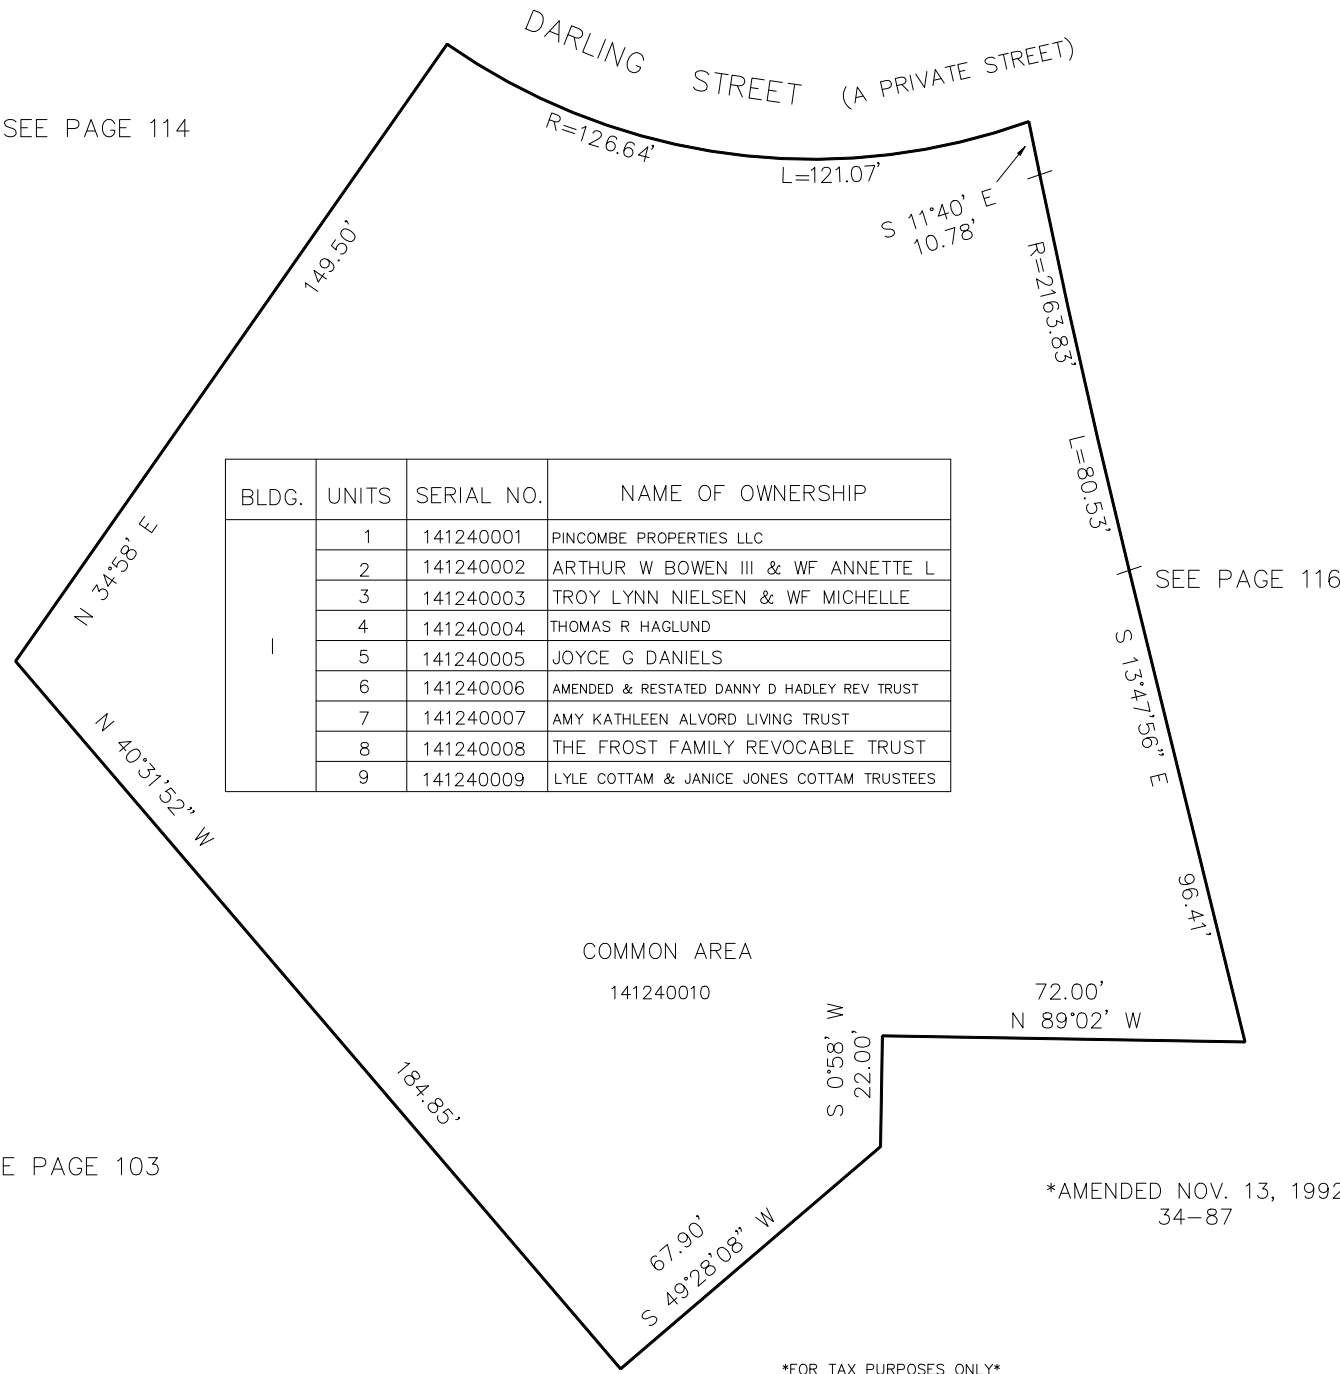 DARLING STREET (A PRIVATE STREET)
SEE PAGE 114
R=126.64'
L=121.07'
S 11°40' E
10.78'
149.50'
N 34°58' E
R=2163.83'
L=80.53'
SEE PAGE 116
BLDG. UNITS SERIAL NO. NAME OF OWNERSHIP
1 141240001 PINCOMBE PROPERTIES LLC
2 141240002 ARTHUR W BOWEN III & WF ANNETTE L
3 141240003 TROY LYNN NIELSEN & WF MICHELLE
4 141240004 THOMAS R HAGLUND
I 5 141240005 JOYCE G DANIELS
6 141240006 AMENDED & RESTATED DANNY D HADLEY REV TRUST
7 141240007 AMY KATHLEEN ALVORD LIVING TRUST
8 141240008 THE FROST FAMILY REVOCABLE TRUST
9 141240009 LYLE COTTAM & JANICE JONES COTTAM TRUSTEES
S 13°47'56" E
96.41'
N 40°31'52" W
184.85'
COMMON AREA
141240010
72.00'
N 89°02' W
S 0°58' W
22.00'
E PAGE 103
67.90'
S 49°28'08" W
*AMENDED NOV. 13, 1992
34-87
*FOR TAX PURPOSES ONLY*